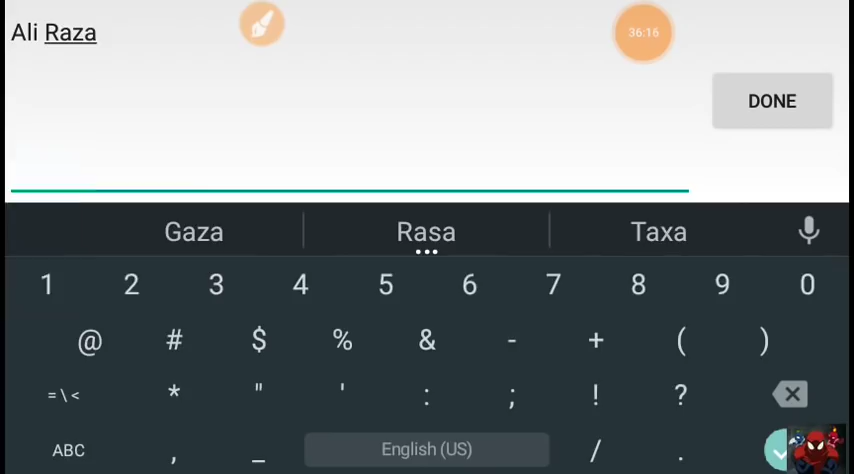 Ali Raza
36:16
DONE
Gaza Rasa Taxa
1 2 3 4 5 6 7 8 9 0
@ # $ % & - + ( )
=\< * " ' : ; ! ?
ABC , _ English (US) / .